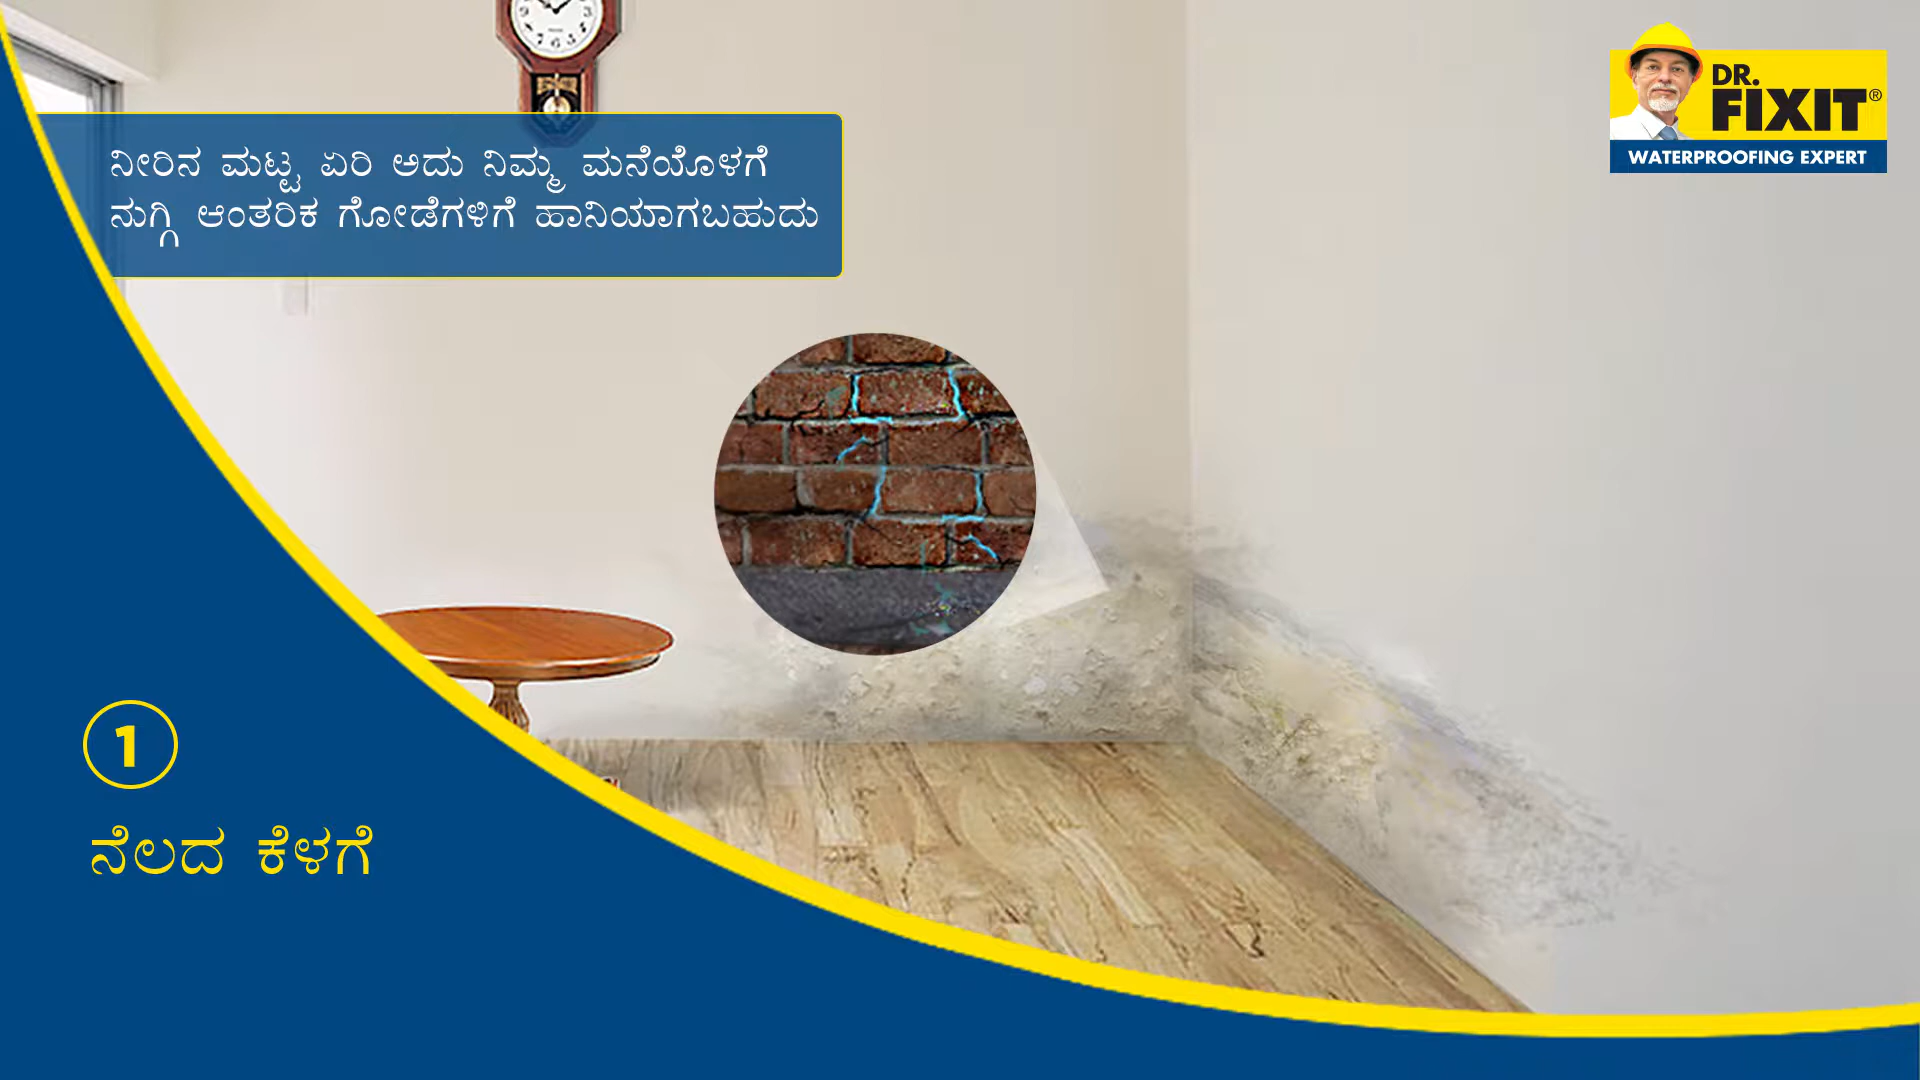 ನೀರಿನ ಮಟ್ಟ ಏರಿ ಅದು ನಿಮ್ಮ ಮನೆಯೊಳಗೆ
ನುಗ್ಗಿ ಆಂತರಿಕ ಗೋಡೆಗಳಿಗೆ ಹಾನಿಯಾಗಬಹುದು
DR.
FIXIT®
WATERPROOFING EXPERT
1
ನೆಲದ ಕೆಳಗೆ